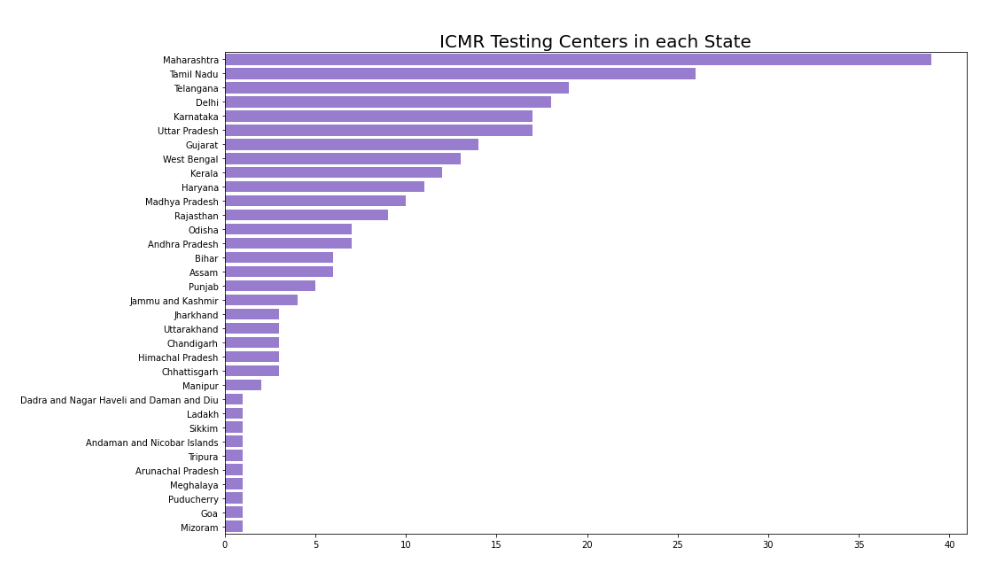 ICMR Testing Centers in each State
Maharashtra
Tamil Nadu
Telangana
Delhi
Karnataka
Uttar Pradesh
Gujarat
West Bengal
Kerala
Haryana
Madhya Pradesh
Rajasthan
Odisha
Andhra Pradesh
Bihar
Assam
Punjab
Jammu and Kashmir
Jharkhand
Uttarakhand
Chandigarh
Himachal Pradesh
Chhattisgarh
Manipur
Dadra and Nagar Haveli and Daman and Diu
Ladakh
Sikkim
Andaman and Nicobar Islands
Tripura
Arunachal Pradesh
Meghalaya
Puducherry
Goa
Mizoram
0 5 10 15 20 25 30 35 40